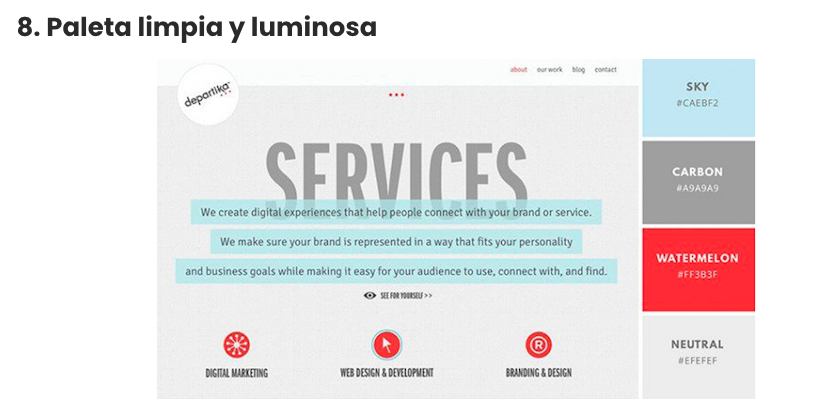 8. Paleta limpia y luminosa
departika
about our work blog contact
SERVICES
We create digital experiences that help people connect with your brand or service.
We make sure your brand is represented in a way that fits your personality
and business goals while making it easy for your audience to use, connect with, and find.
SEE FOR YOURSELF >>
DIGITAL MARKETING
WEB DESIGN & DEVELOPMENT
R
BRANDING & DESIGN
SKY
#CAEBF2
CARBON
#A9A9A9
WATERMELON
#FF3B3F
NEUTRAL
#EFEFEF